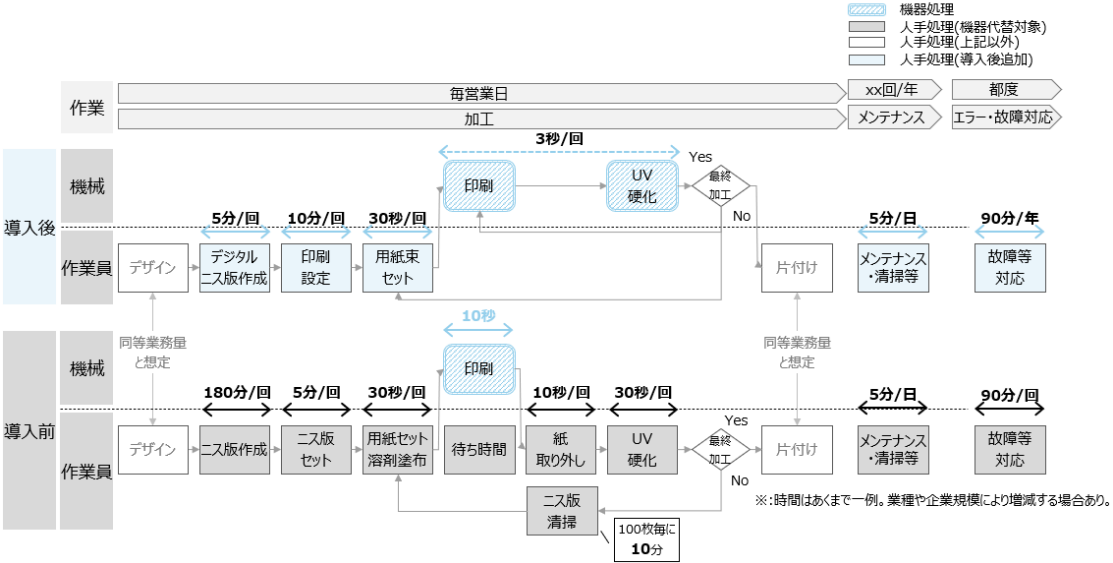 機器処理
人手処理(機器代替対象)
人手処理(上記以外)
人手処理(導入後追加)
作業
毎営業日
xx回/年
都度
加工
メンテナンス
エラー・故障対応
導入後
機械
3秒/回
印刷
UV
硬化
Yes
最終
加工
No
作業員
5分/回
10分/回
30秒/回
5分/日
90分/年
デザイン
デジタル
ニス版作成
印刷
設定
用紙束
セット
片付け
メンテナンス
・清掃等
故障等
対応
同等業務量
と想定
同等業務量
と想定
導入前
機械
10秒
印刷
180分/回
5分/回
30秒/回
10秒/回
30秒/回
5分/日
90分/回
作業員
デザイン
ニス版作成
ニス版
セット
用紙セット
溶剤塗布
待ち時間
紙
取り外し
UV
硬化
Yes
最終
加工
No
片付け
メンテナンス
・清掃等
故障等
対応
ニス版
清掃
100枚毎に
10分
※:時間はあくまで一例。業種や企業規模により増減する場合あり。